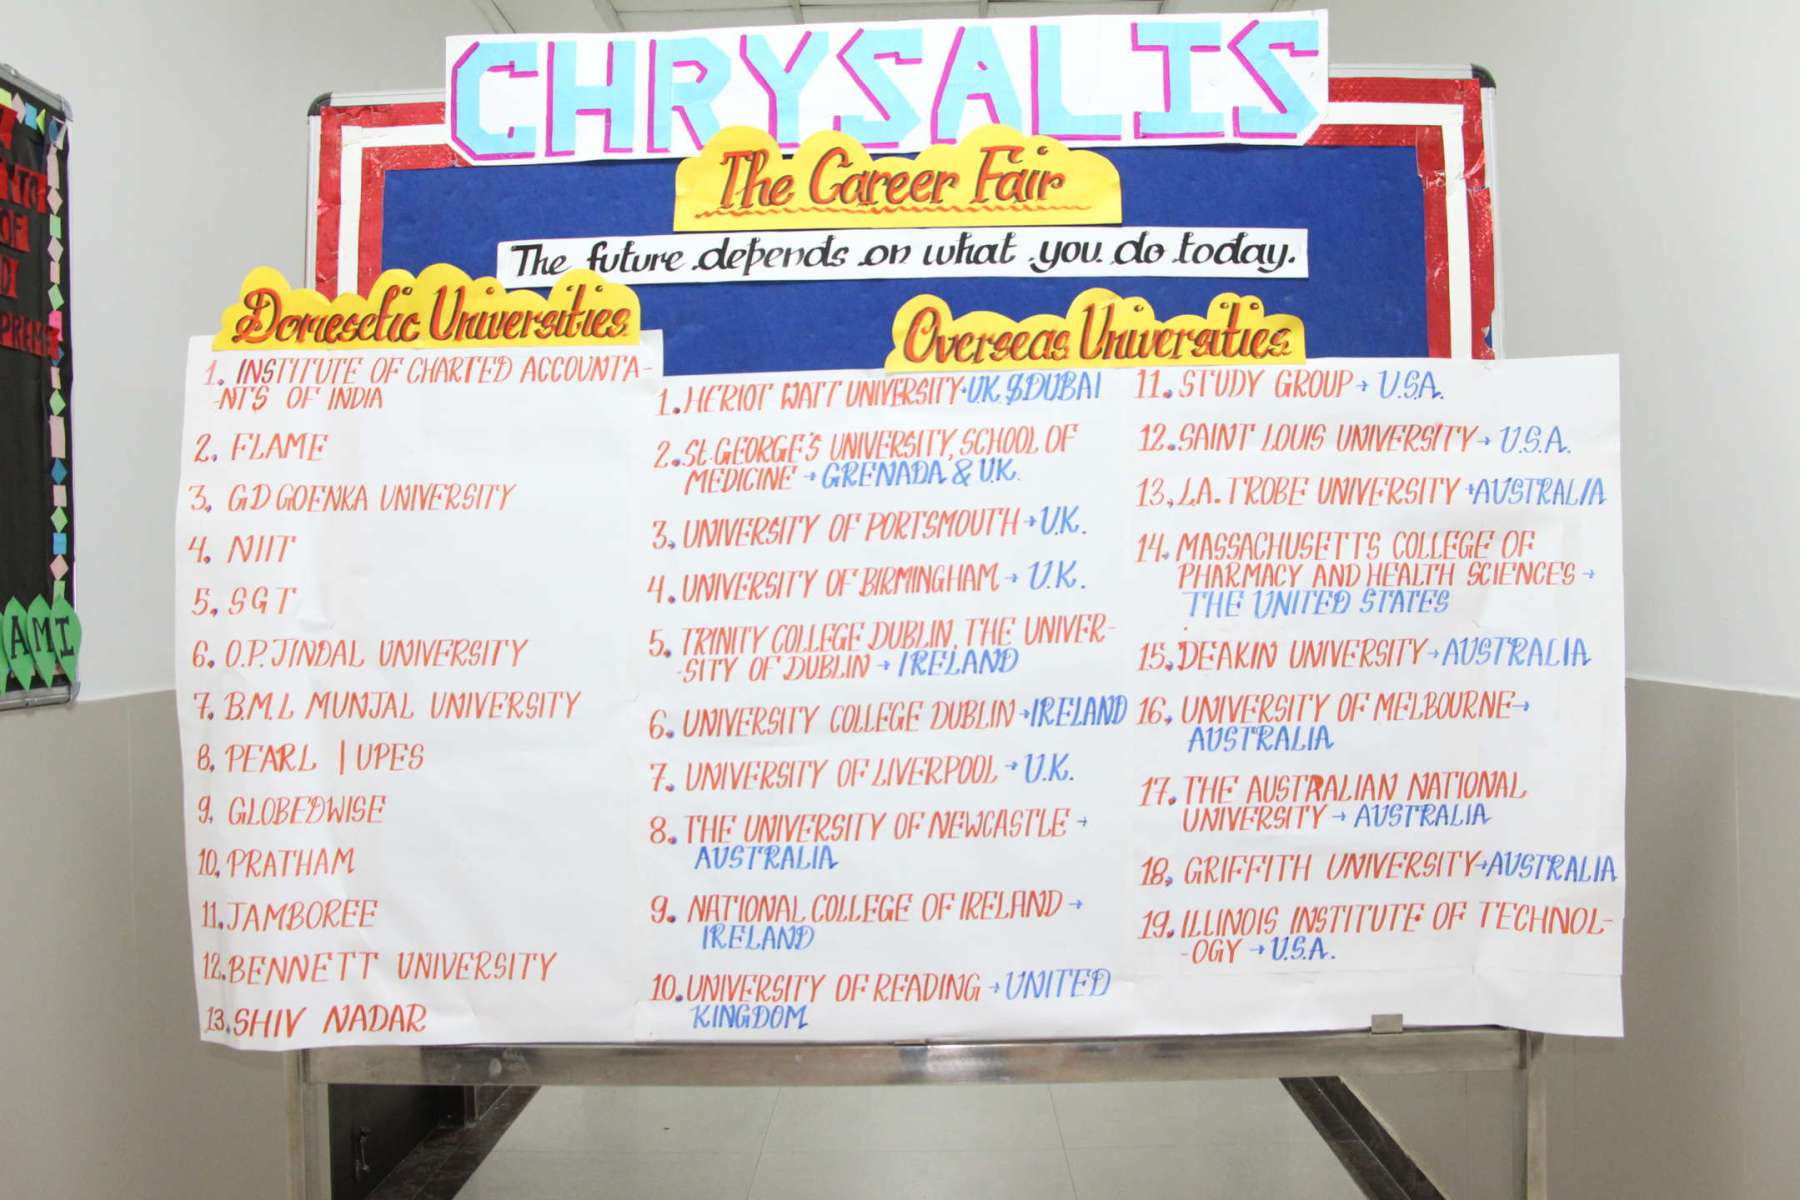 CHRYSALIS
The Career Fair
The future depends on what you do today.
Domesctic Universities
1. INSTITUTE OF CHARTED ACCOUNTA-
-NTS OF INDIA
2. FLAME
3. GD GOENKA UNIVERSITY
4. NIIT
5. SGT
6. O.P. JINDAL UNIVERSITY
7. B.M.L MUNJAL UNIVERSITY
8. PEARL | UPES
9. GLOBEDWISE
10. PRATHAM
11. JAMBOREE
12. BENNETT UNIVERSITY
13. SHIV NADAR
Overseas Universities
1. HERIOT WATT UNIVERSITY→UK $ DUBAI
2. St. GEORGE'S UNIVERSITY, SCHOOL OF
MEDICINE → GRENADA & U.K.
3. UNIVERSITY OF PORTSMOUTH → U.K.
4. UNIVERSITY OF BIRMINGHAM → U.K.
5. TRINITY COLLEGE DUBLIN, THE UNIVER-
-SITY OF DUBLIN → IRELAND
6. UNIVERSITY COLLEGE DUBLIN → IRELAND
7. UNIVERSITY OF LIVERPOOL → U.K.
8. THE UNIVERSITY OF NEWCASTLE →
AUSTRALIA
9. NATIONAL COLLEGE OF IRELAND →
IRELAND
10. UNIVERSITY OF READING → UNITED
KINGDOM
11. STUDY GROUP → U.S.A.
12. SAINT LOUIS UNIVERSITY → U.S.A.
13. LA. TROBE UNIVERSITY → AUSTRALIA
14. MASSACHUSETTS COLLEGE OF
PHARMACY AND HEALTH SCIENCES →
THE UNITED STATES
15. DEAKIN UNIVERSITY → AUSTRALIA
16. UNIVERSITY OF MELBOURNE →
AUSTRALIA
17. THE AUSTRALIAN NATIONAL
UNIVERSITY → AUSTRALIA
18. GRIFFITH UNIVERSITY → AUSTRALIA
19. ILLINOIS INSTITUTE OF TECHNOL-
-OGY → U.S.A.
OF
AMI